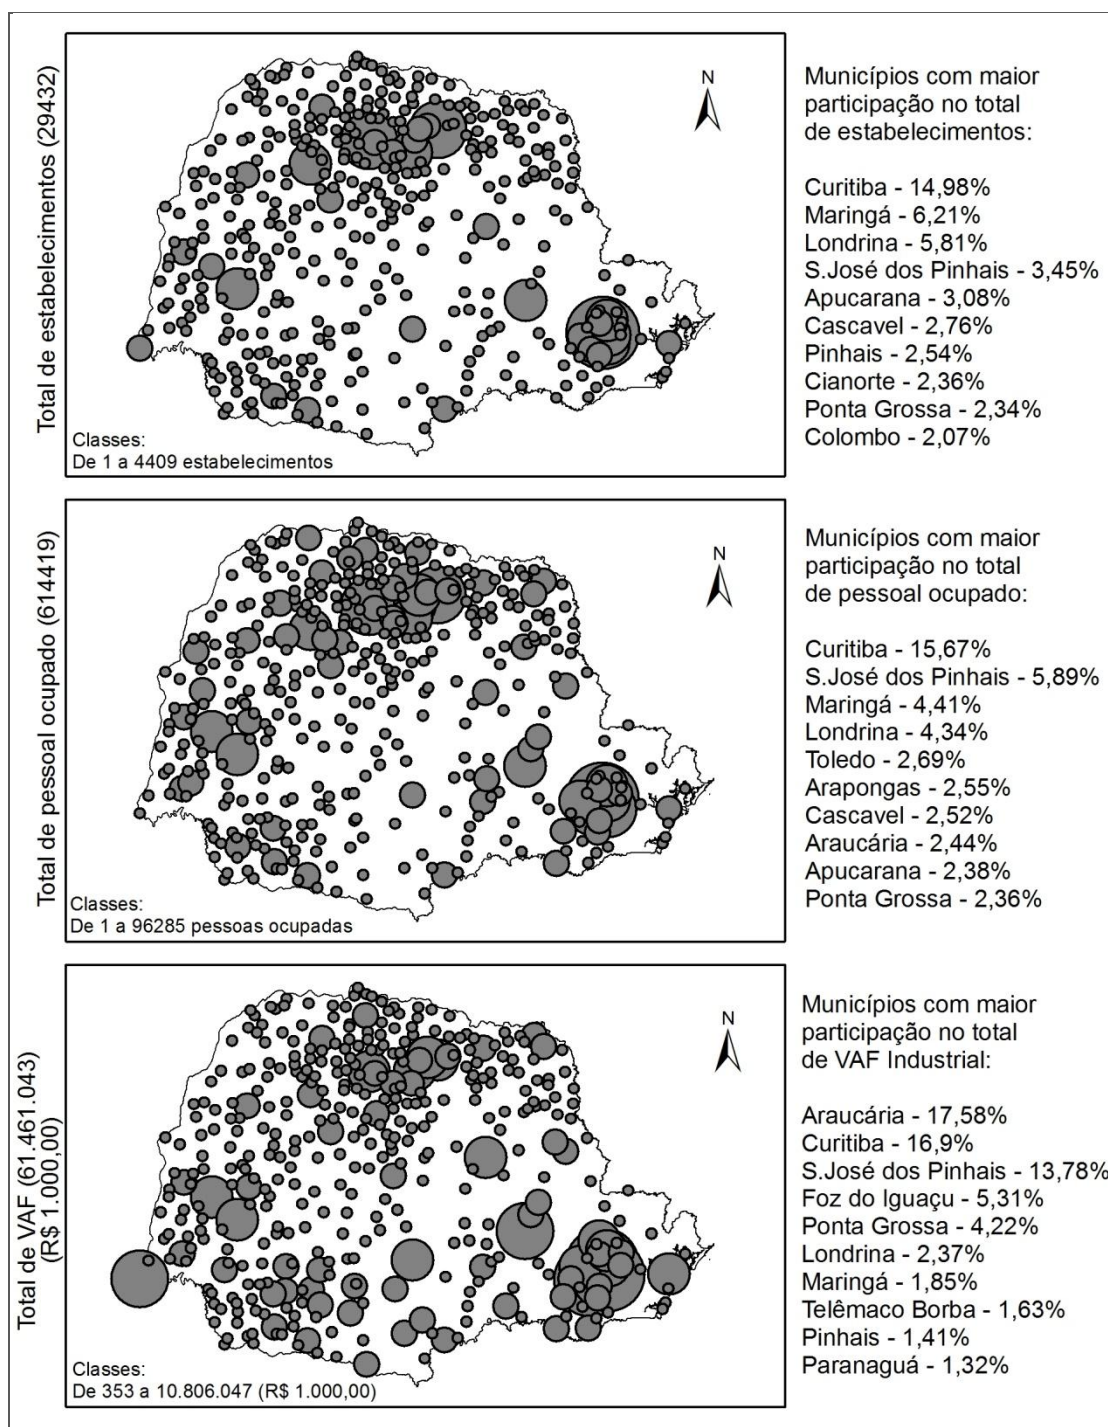 Total de estabelecimentos (29432)
N
Classes:
De 1 a 4409 estabelecimentos
Municípios com maior
participação no total
de estabelecimentos:
Curitiba - 14,98%
Maringá - 6,21%
Londrina - 5,81%
S.José dos Pinhais - 3,45%
Apucarana - 3,08%
Cascavel - 2,76%
Pinhais - 2,54%
Cianorte - 2,36%
Ponta Grossa - 2,34%
Colombo - 2,07%
Total de pessoal ocupado (614419)
N
Classes:
De 1 a 96285 pessoas ocupadas
Municípios com maior
participação no total
de pessoal ocupado:
Curitiba - 15,67%
S.José dos Pinhais - 5,89%
Maringá - 4,41%
Londrina - 4,34%
Toledo - 2,69%
Arapongas - 2,55%
Cascavel - 2,52%
Araucária - 2,44%
Apucarana - 2,38%
Ponta Grossa - 2,36%
Total de VAF (61.461.043)
(R$ 1.000,00)
N
Classes:
De 353 a 10.806.047 (R$ 1.000,00)
Municípios com maior
participação no total
de VAF Industrial:
Araucária - 17,58%
Curitiba - 16,9%
S.José dos Pinhais - 13,78%
Foz do Iguaçu - 5,31%
Ponta Grossa - 4,22%
Londrina - 2,37%
Maringá - 1,85%
Telêmaco Borba - 1,63%
Pinhais - 1,41%
Paranaguá - 1,32%